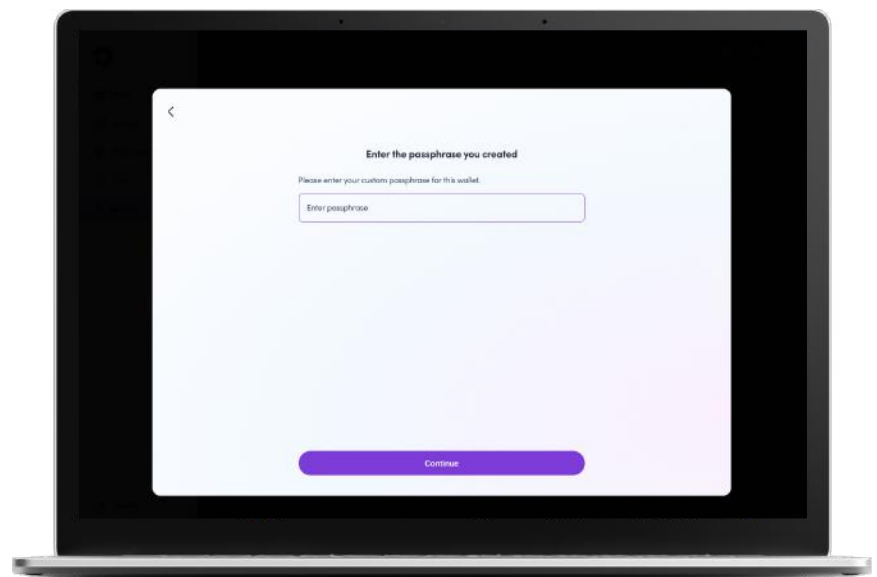 Enter the passphrase you created
Please enter your custom passphrase for this wallet.
Enter passphrase
Continue